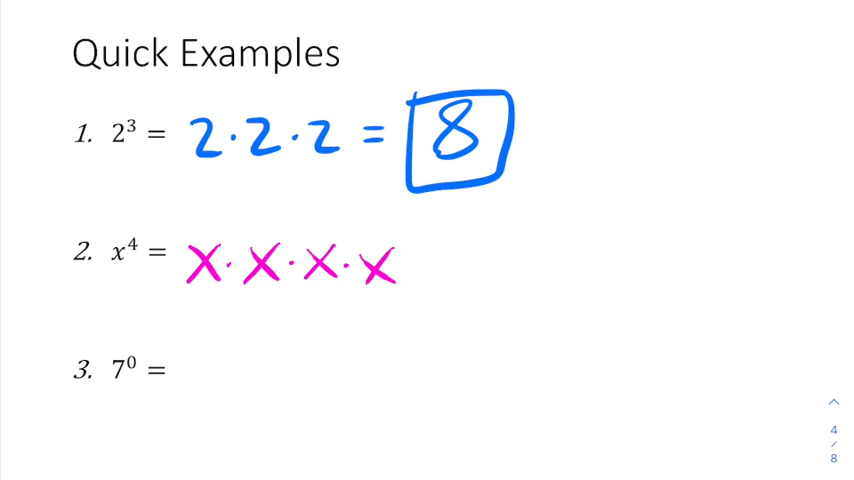 Quick Examples
1. 2³ = 2 · 2 · 2 = 8
2. x⁴ = x · x · x · x
3. 7⁰ =
4
/
8